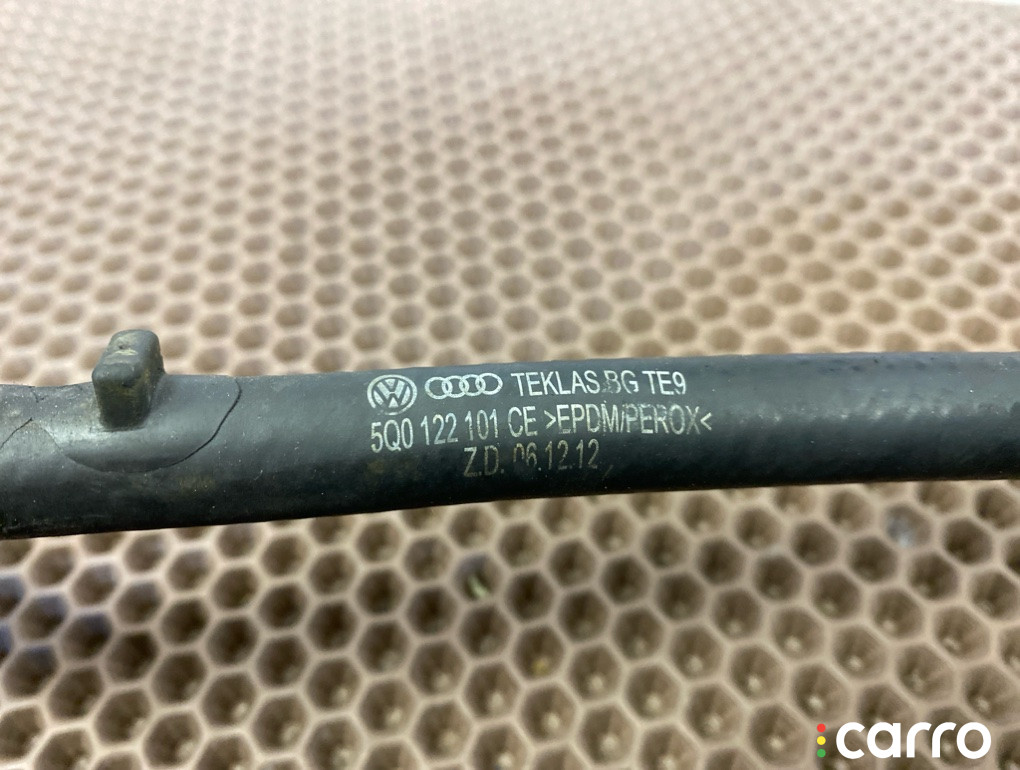 TEKLAS.BG TE9
5Q0 122 101 CE >EPDM/PEROX<
Z.D. 06.12.12
carro